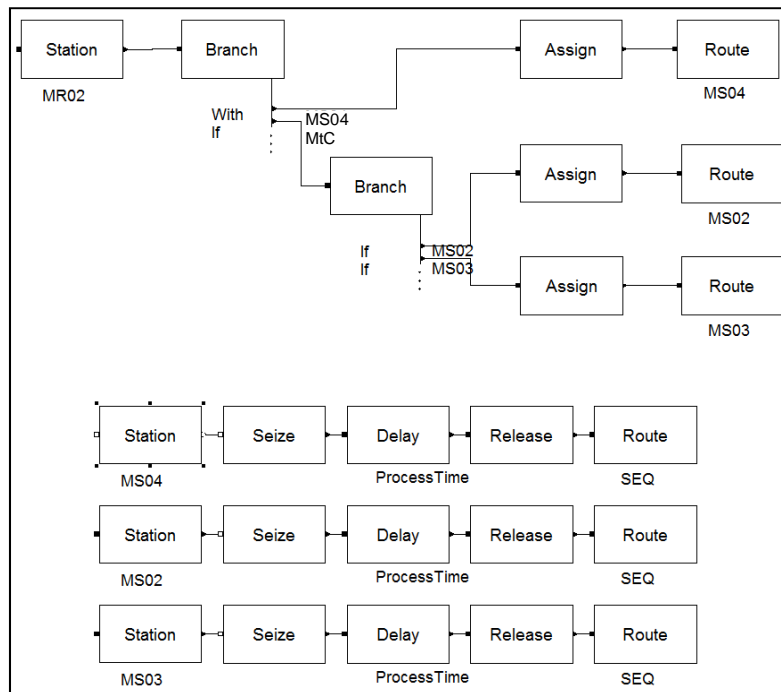 Station Branch Assign Route
MR02 MS04
With MS04
If MtC
Branch Assign Route
MS02
If MS02
If MS03
Assign Route
MS03
Station Seize Delay Release Route
MS04 ProcessTime SEQ
Station Seize Delay Release Route
MS02 ProcessTime SEQ
Station Seize Delay Release Route
MS03 ProcessTime SEQ